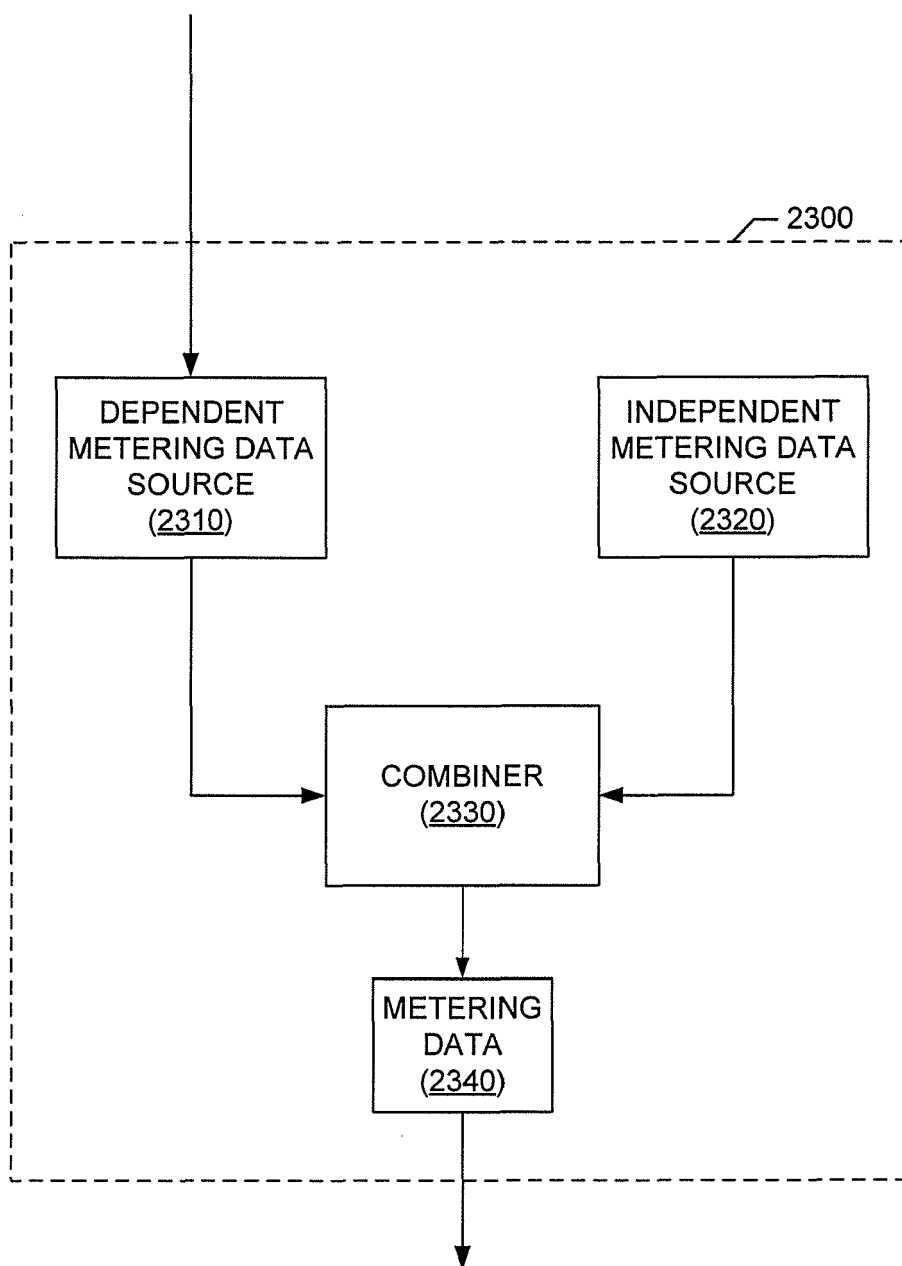 2300
DEPENDENT
METERING DATA
SOURCE
(2310)
INDEPENDENT
METERING DATA
SOURCE
(2320)
COMBINER
(2330)
METERING
DATA
(2340)